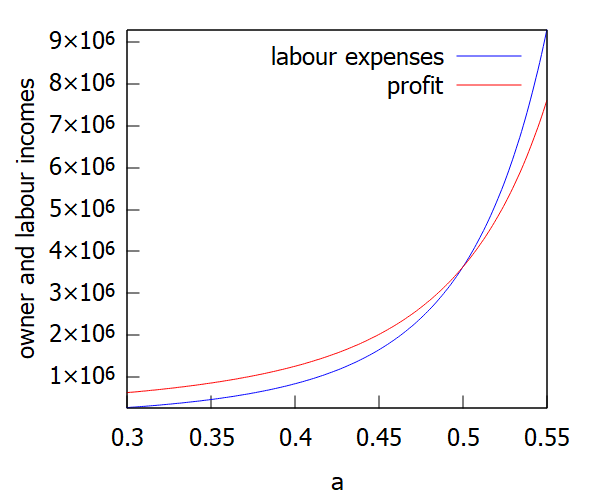 owner and labour incomes
9×10⁶
8×10⁶
7×10⁶
6×10⁶
5×10⁶
4×10⁶
3×10⁶
2×10⁶
1×10⁶
labour expenses
profit
0.3 0.35 0.4 0.45 0.5 0.55
a